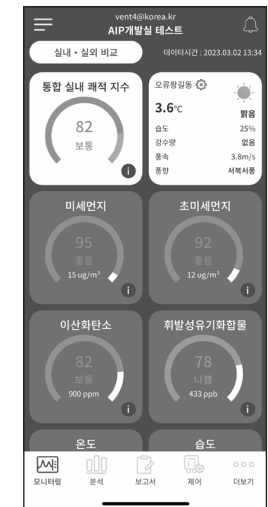 vent4@korea.kr
AIP개발실 테스트
실내・실외 비교
데이터시간 : 2023.03.02 13:34
통합 실내 쾌적 지수
82
보통
오류왕길동
3.6℃
맑음
습도 25%
강수량 없음
풍속 3.8m/s
풍향 서북서풍
미세먼지
95
좋음
15 ug/m³
초미세먼지
92
좋음
12 ug/m³
이산화탄소
82
보통
900 ppm
휘발성유기화합물
78
나쁨
433 ppb
온도
습도
모니터링
분석
보고서
제어
더보기